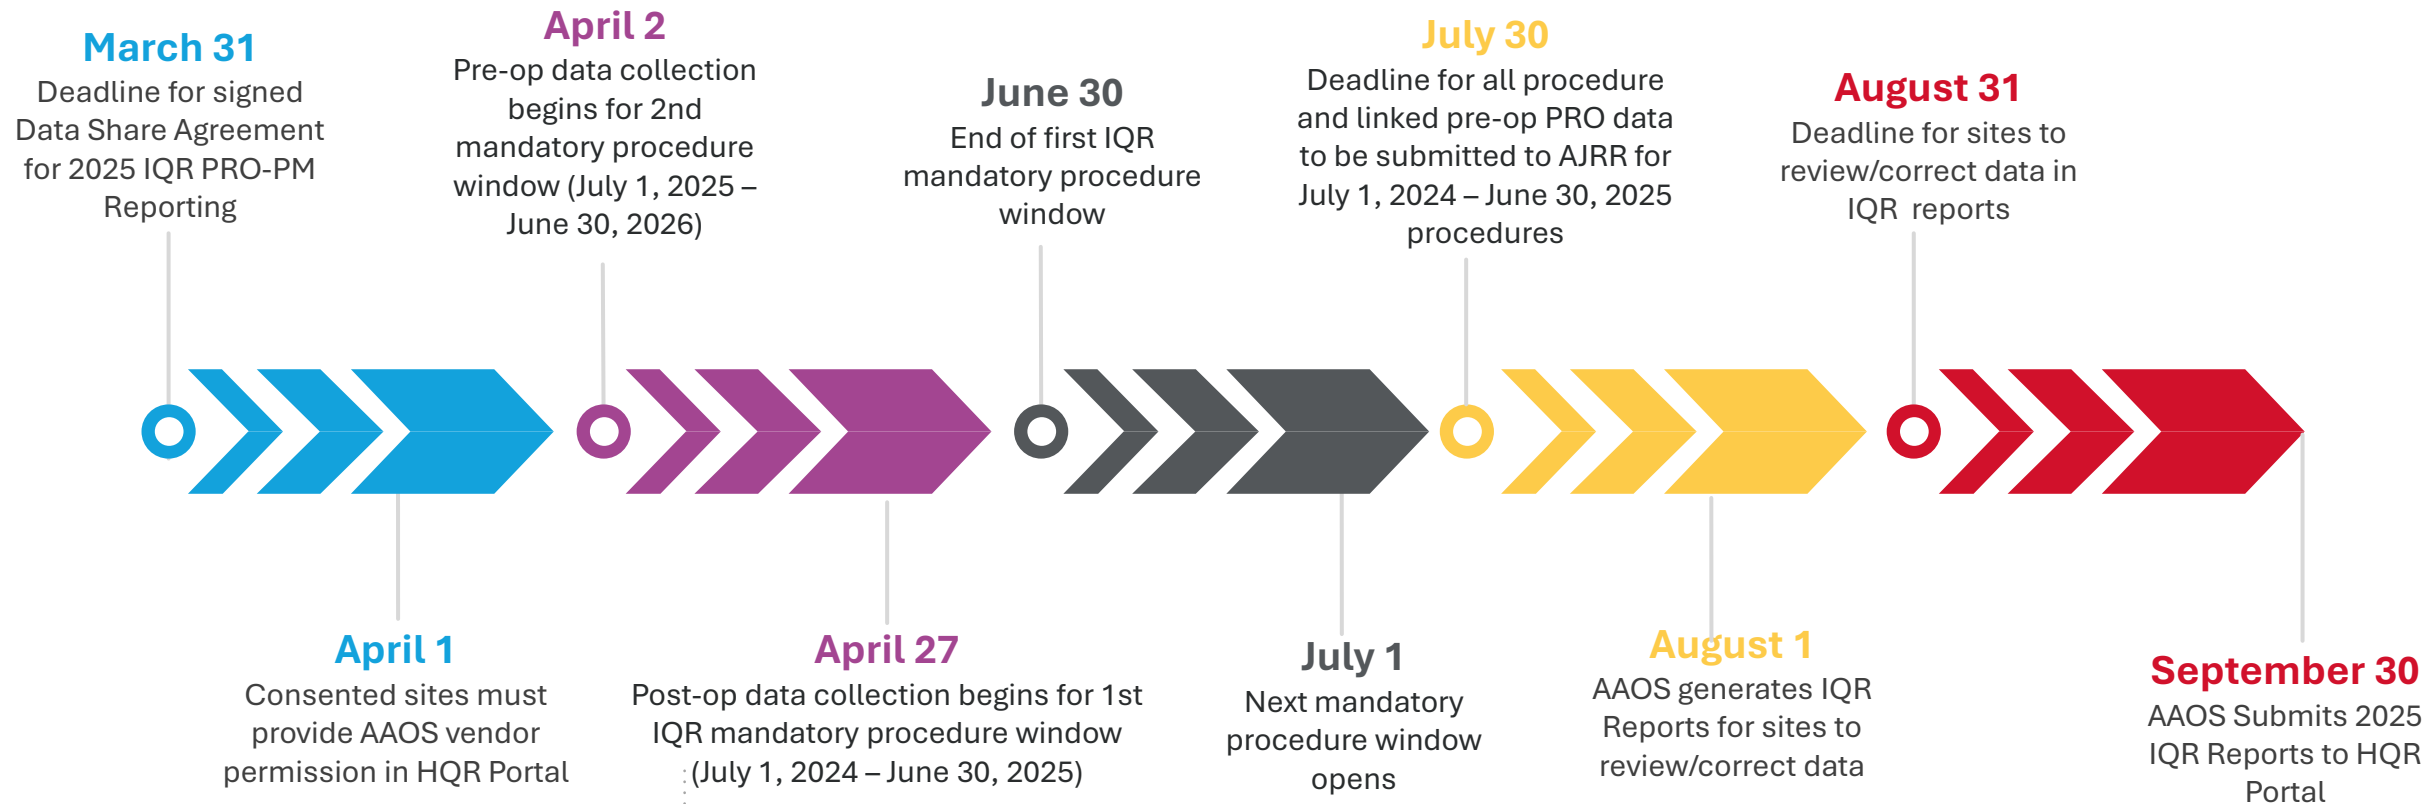 March 31
Deadline for signed
Data Share Agreement
for 2025 IQR PRO-PM
Reporting
April 2
Pre-op data collection
begins for 2nd
mandatory procedure
window (July 1, 2025 –
June 30, 2026)
June 30
End of first IQR
mandatory procedure
window
July 30
Deadline for all procedure
and linked pre-op PRO data
to be submitted to AJRR for
July 1, 2024 – June 30, 2025
procedures
August 31
Deadline for sites to
review/correct data in
IQR  reports
April 1
Consented sites must
provide AAOS vendor
permission in HQR Portal
April 27
Post-op data collection begins for 1st
IQR mandatory procedure window
(July 1, 2024 – June 30, 2025)
July 1
Next mandatory
procedure window
opens
August 1
AAOS generates IQR
Reports for sites to
review/correct data
September 30
AAOS Submits 2025
IQR Reports to HQR
Portal